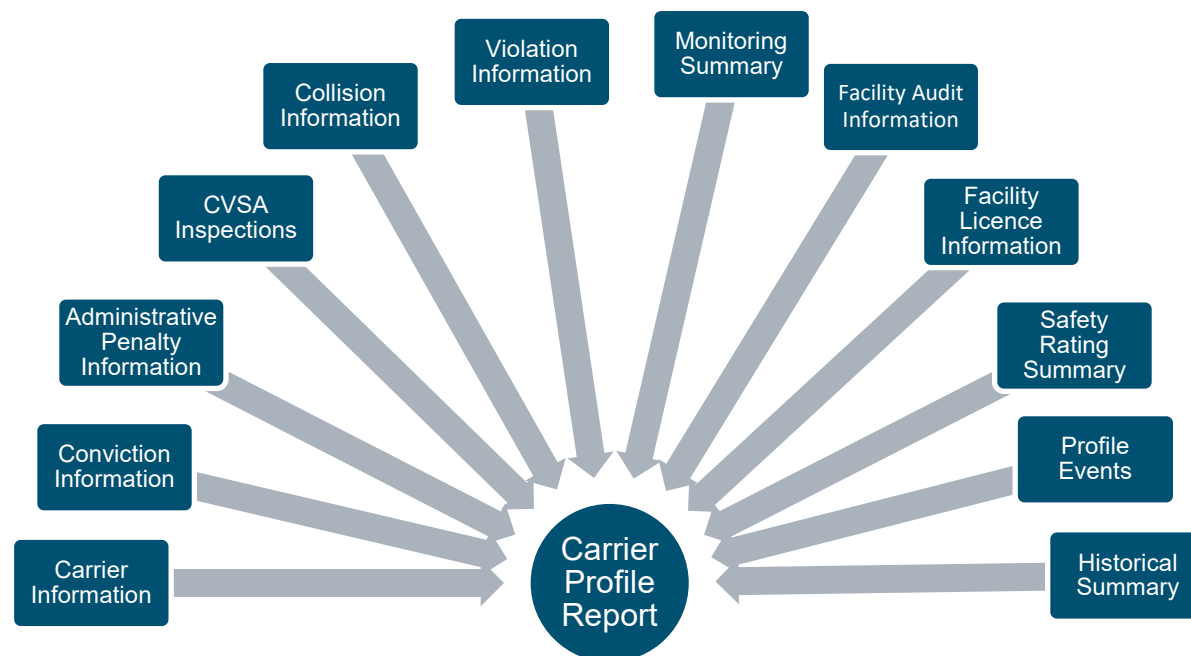 Violation
Information
Monitoring
Summary
Collision
Information
Facility Audit
Information
CVSA
Inspections
Facility
Licence
Information
Administrative
Penalty
Information
Safety
Rating
Summary
Conviction
Information
Profile
Events
Carrier
Information
Carrier
Profile
Report
Historical
Summary